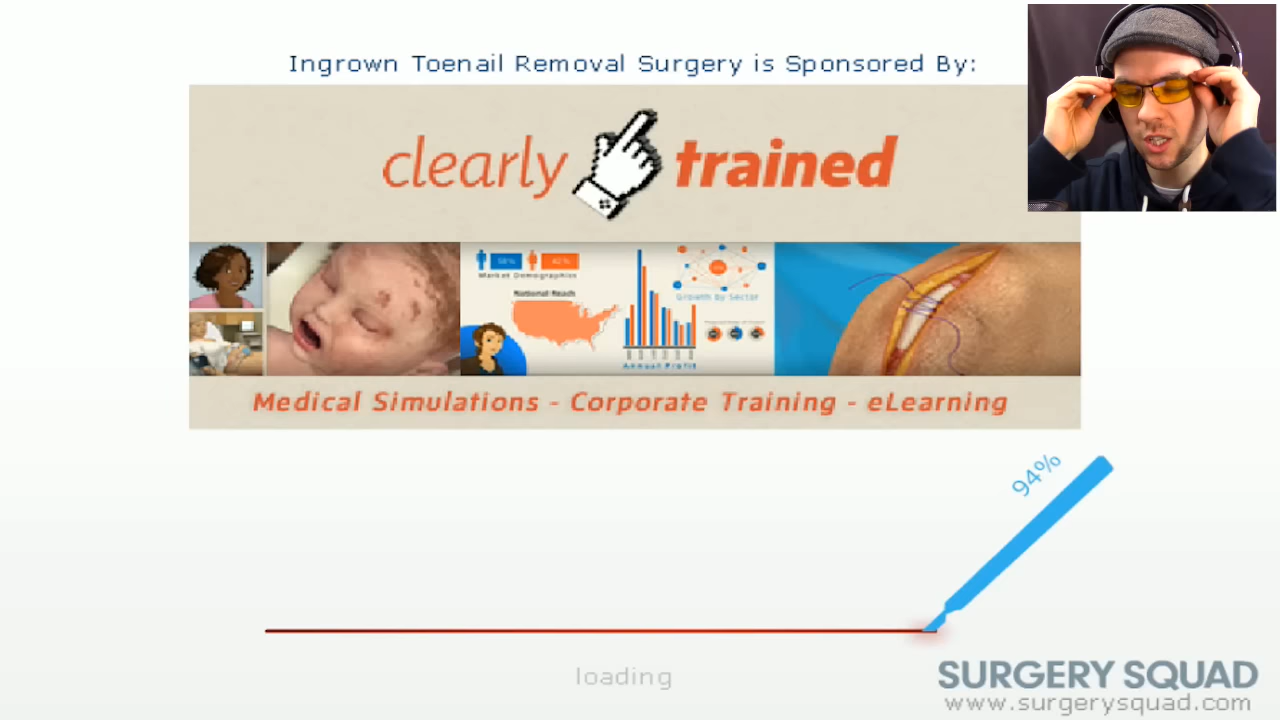 Ingrown Toenail Removal Surgery is Sponsored By:
clearly trained
Market Demographics
National Reach
Growth by Sector
Annual Profit
Medical Simulations - Corporate Training - eLearning
94%
loading
SURGERY SQUAD
www.surgerysquad.com